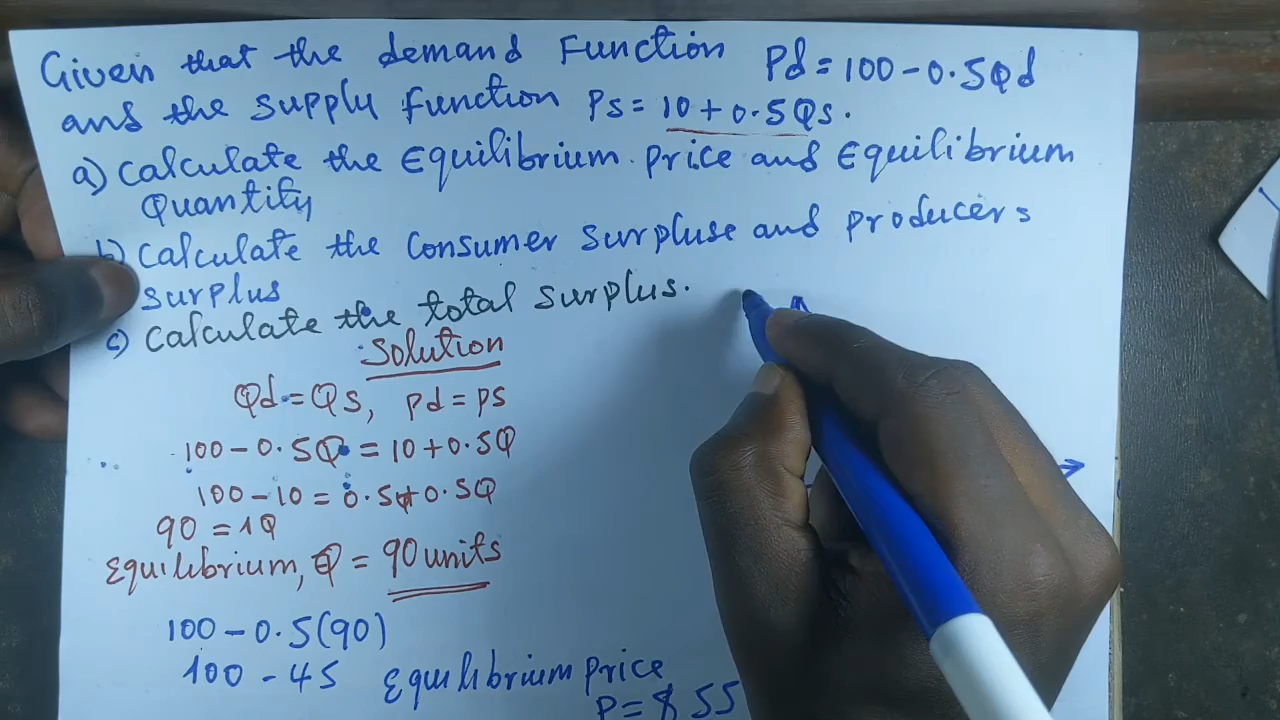 Given that the demand Function Pd = 100 - 0.5Qd
and the supply function Ps = 10 + 0.5Qs.
a) Calculate the Equilibrium price and Equilibrium
Quantity
b) Calculate the Consumer Surpluse and producers
surplus
c) Calculate the total surplus.
Solution
Qd = Qs, Pd = Ps
100 - 0.5Q = 10 + 0.5Q
100 - 10 = 0.5Q + 0.5Q
90 = 1Q
Equilibrium, Q = 90 units
100 - 0.5(90)
100 - 45 Equilibrium price
P = $ 55